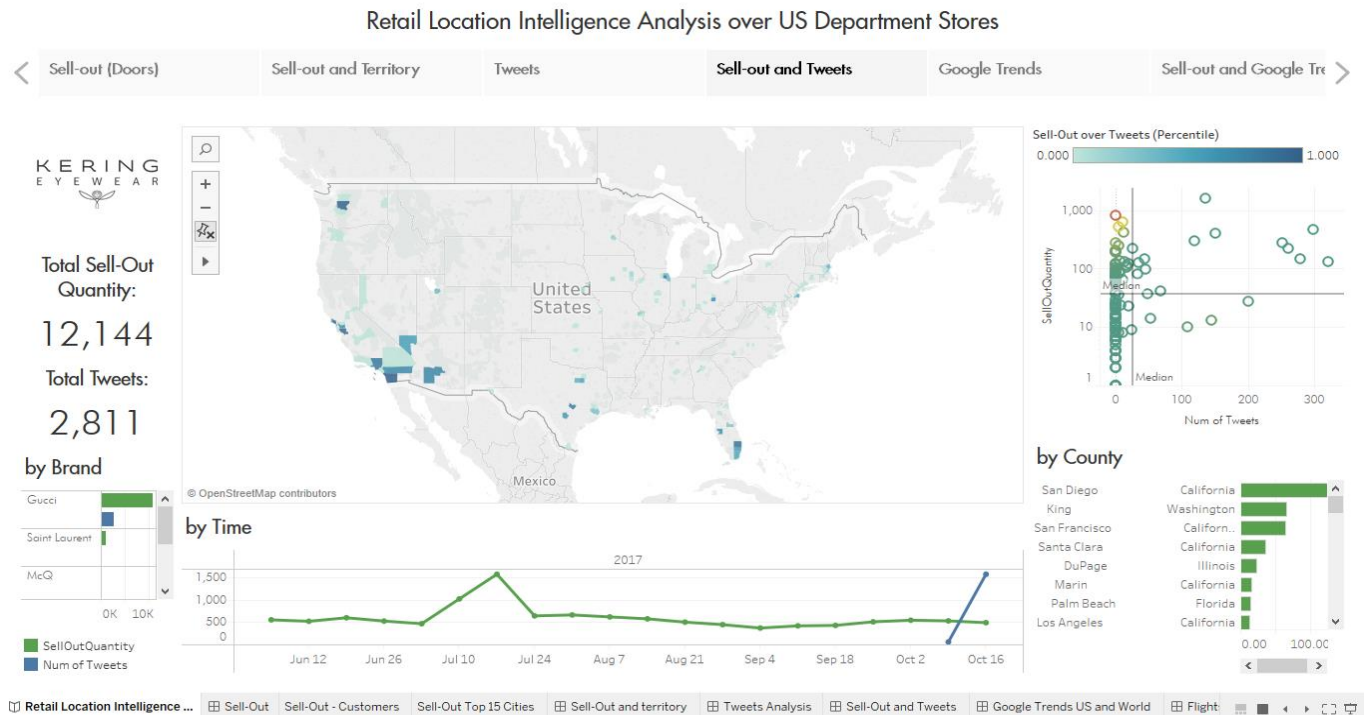 Retail Location Intelligence Analysis over US Department Stores
Sell-out (Doors)
Sell-out and Territory
Tweets
Sell-out and Tweets
Google Trends
Sell-out and Google Tre
KERING
EYEWEAR
Total Sell-Out
Quantity:
12,144
Total Tweets:
2,811
by Brand
Gucci
Saint Laurent
McQ
0K 10K
SellOutQuantity
Num of Tweets
United
States
Mexico
© OpenStreetMap contributors
Sell-Out over Tweets (Percentile)
0.000 1.000
SellOutQuantity
1,000
100
10
1
Median
Median
0 100 200 300
Num of Tweets
by County
San Diego California
King Washington
San Francisco Californ..
Santa Clara California
DuPage Illinois
Marin California
Palm Beach Florida
Los Angeles California
0.00 100.00
by Time
2017
1,500
1,000
500
0
Jun 12 Jun 26 Jul 10 Jul 24 Aug 7 Aug 21 Sep 4 Sep 18 Oct 2 Oct 16
Retail Location Intelligence ...
Sell-Out
Sell-Out - Customers
Sell-Out Top 15 Cities
Sell-Out and territory
Tweets Analysis
Sell-Out and Tweets
Google Trends US and World
Flight